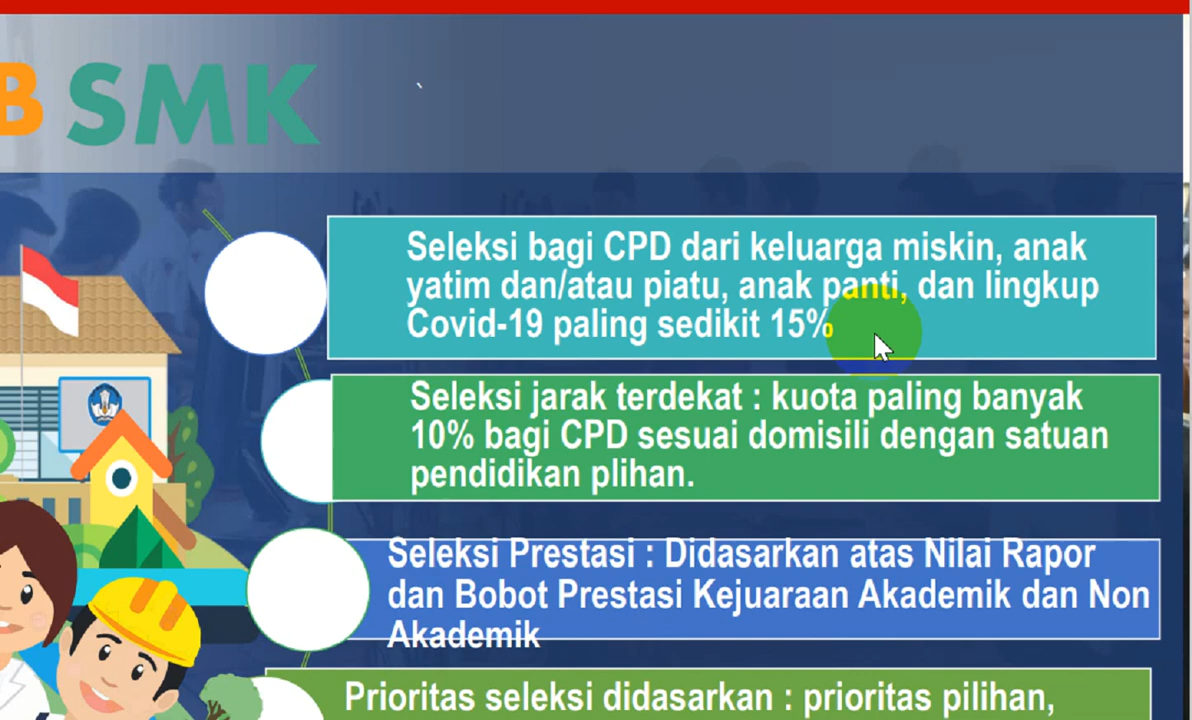 B SMK
Seleksi bagi CPD dari keluarga miskin, anak
yatim dan/atau piatu, anak panti, dan lingkup
Covid-19 paling sedikit 15%
Seleksi jarak terdekat : kuota paling banyak
10% bagi CPD sesuai domisili dengan satuan
pendidikan plihan.
Seleksi Prestasi : Didasarkan atas Nilai Rapor
dan Bobot Prestasi Kejuaraan Akademik dan Non
Akademik
Prioritas seleksi didasarkan : prioritas pilihan,